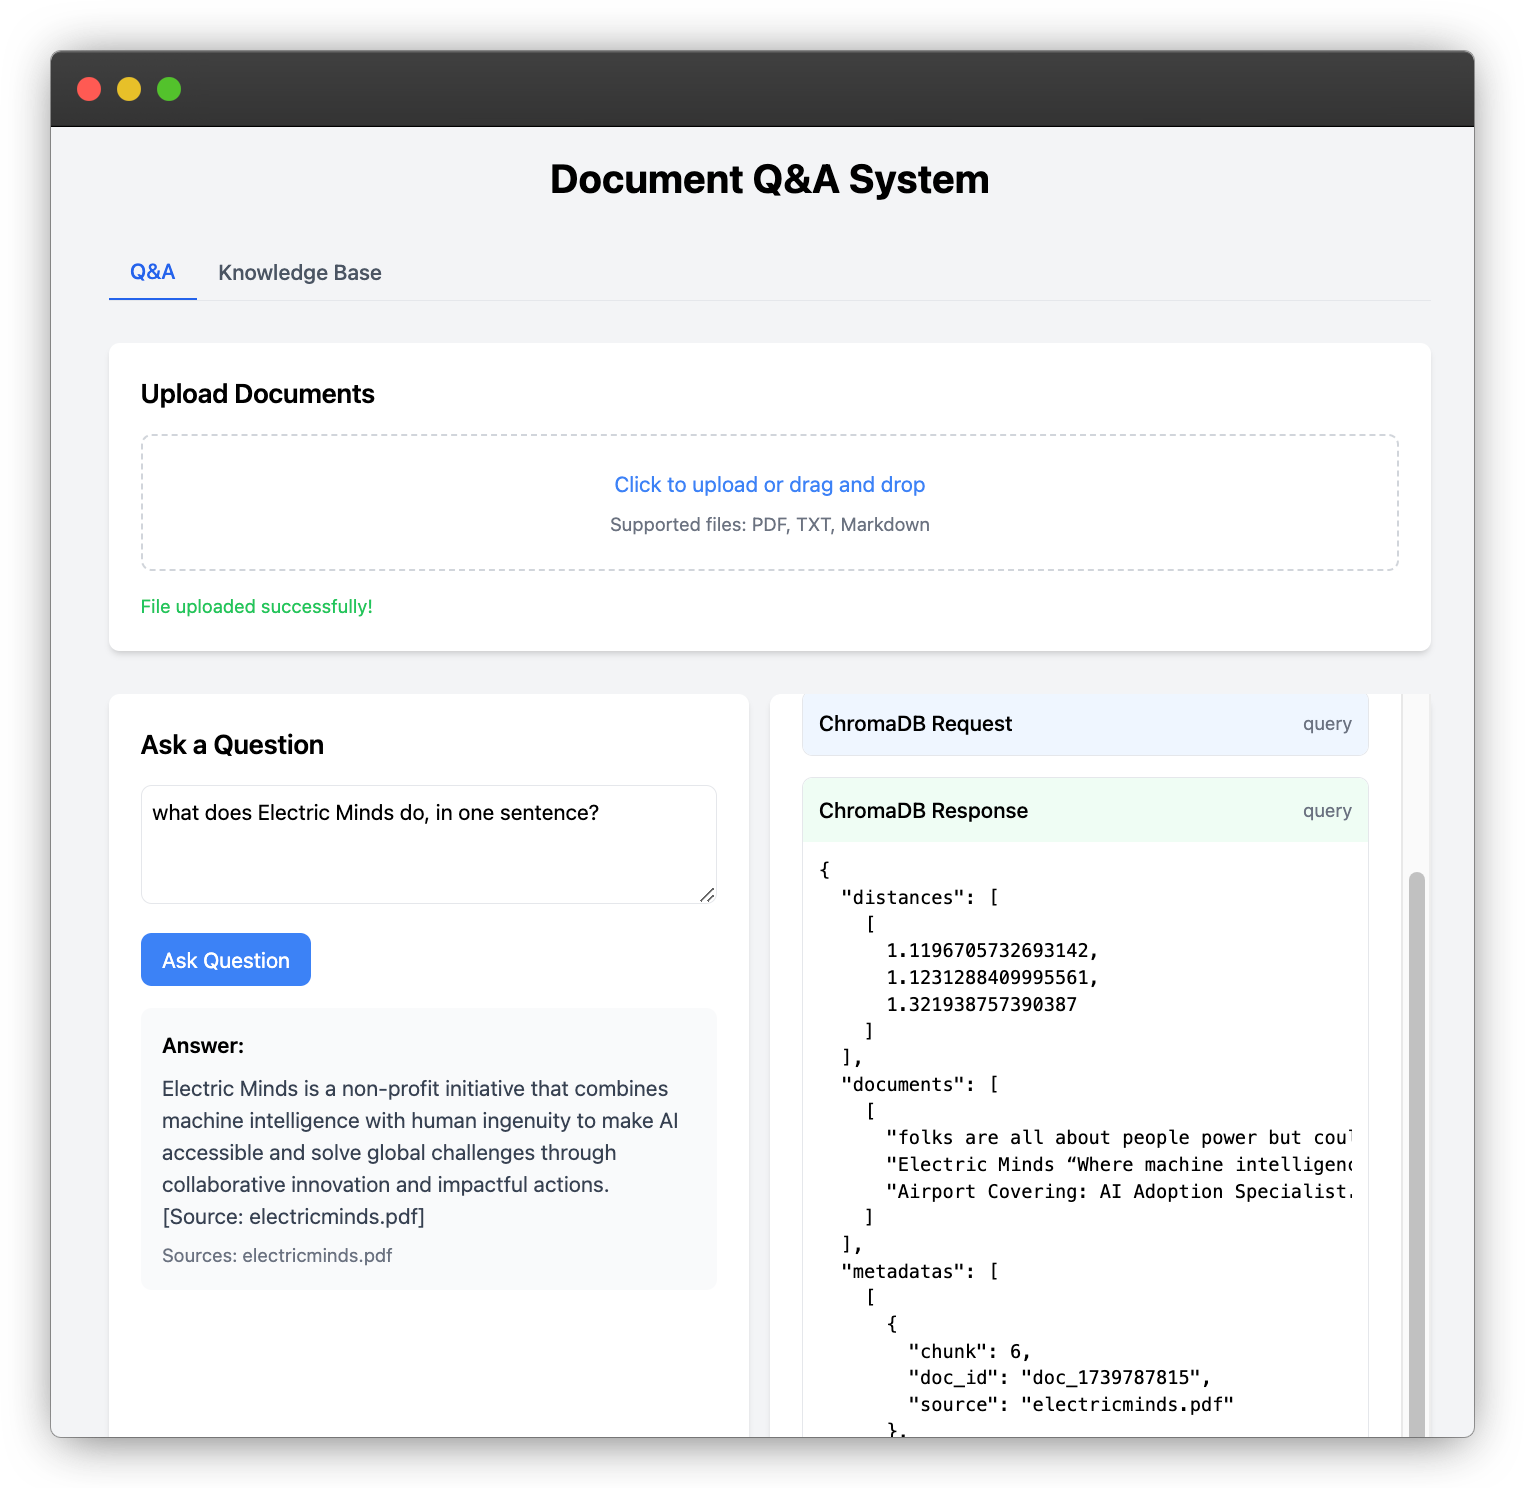 Document Q&A System
Q&A
Knowledge Base
Upload Documents
Click to upload or drag and drop
Supported files: PDF, TXT, Markdown
File uploaded successfully!
Ask a Question
what does Electric Minds do, in one sentence?
Ask Question
Answer:
Electric Minds is a non-profit initiative that combines
machine intelligence with human ingenuity to make AI
accessible and solve global challenges through
collaborative innovation and impactful actions.
[Source: electricminds.pdf]
Sources: electricminds.pdf
ChromaDB Request query
ChromaDB Response query
{
"distances": [
[
1.1196705732693142,
1.1231288409995561,
1.321938757390387
]
],
"documents": [
[
"folks are all about people power but coul
"Electric Minds “Where machine intelligenc
"Airport Covering: AI Adoption Specialist.
]
],
"metadatas": [
[
{
"chunk": 6,
"doc_id": "doc_1739787815",
"source": "electricminds.pdf"
},